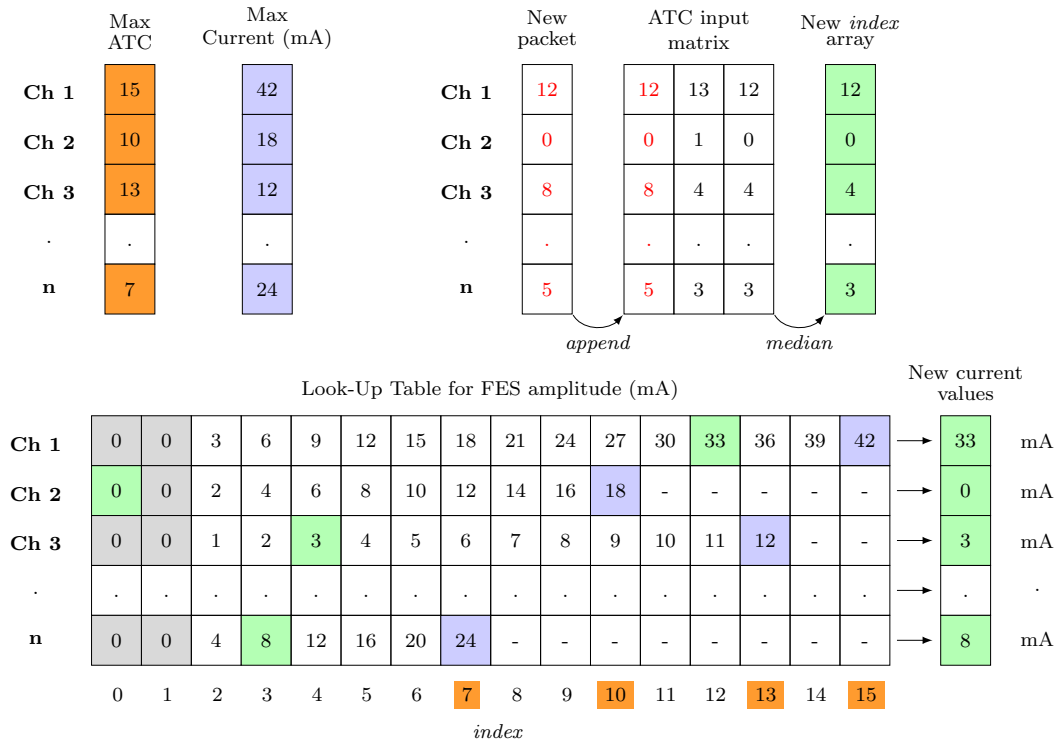 Max
ATC
Max
Current (mA)
Ch 1 15 42
Ch 2 10 18
Ch 3 13 12
. . .
n 7 24
New
packet
ATC input
matrix
New index
array
Ch 1 12 12 13 12 12
Ch 2 0 0 1 0 0
Ch 3 8 8 4 4 4
. . . . . .
n 5 5 3 3 3
append
median
Look-Up Table for FES amplitude (mA)
New current
values
Ch 1 0 0 3 6 9 12 15 18 21 24 27 30 33 36 39 42 33 mA
Ch 2 0 0 2 4 6 8 10 12 14 16 18 - - - - - 0 mA
Ch 3 0 0 1 2 3 4 5 6 7 8 9 10 11 12 - - 3 mA
. . . . . . . . . . . . . . . . . . .
n 0 0 4 8 12 16 20 24 - - - - - - - - 8 mA
0 1 2 3 4 5 6 7 8 9 10 11 12 13 14 15
index